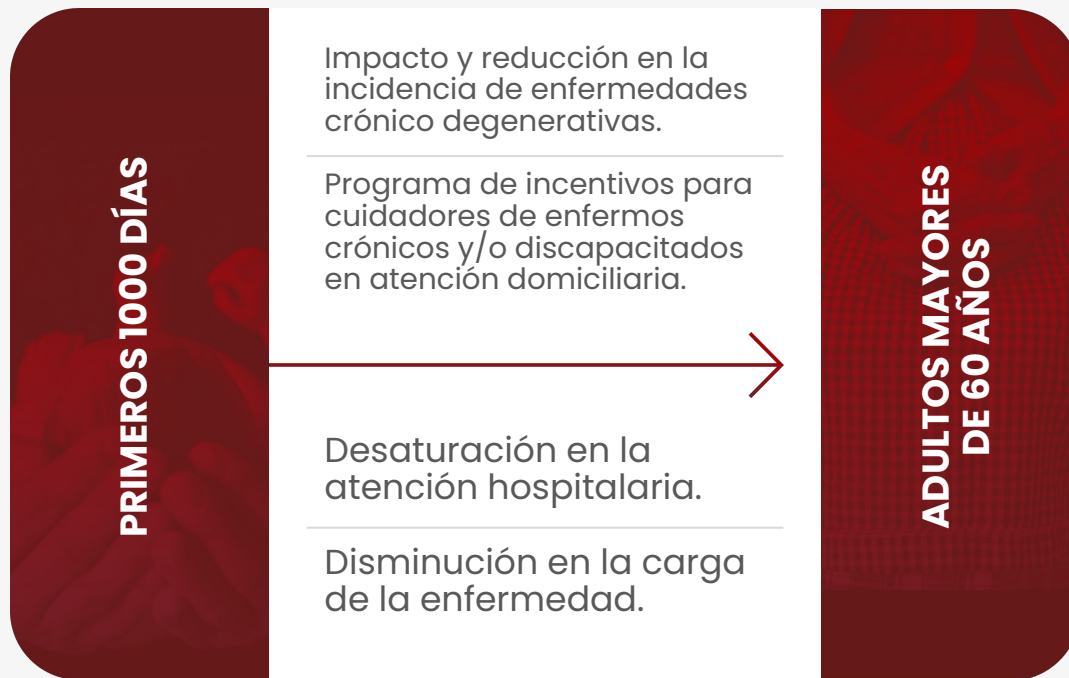 PRIMEROS 1000 DÍAS
Impacto y reducción en la
incidencia de enfermedades
crónico degenerativas.
Programa de incentivos para
cuidadores de enfermos
crónicos y/o discapacitados
en atención domiciliaria.
Desaturación en la
atención hospitalaria.
Disminución en la carga
de la enfermedad.
ADULTOS MAYORES
DE 60 AÑOS